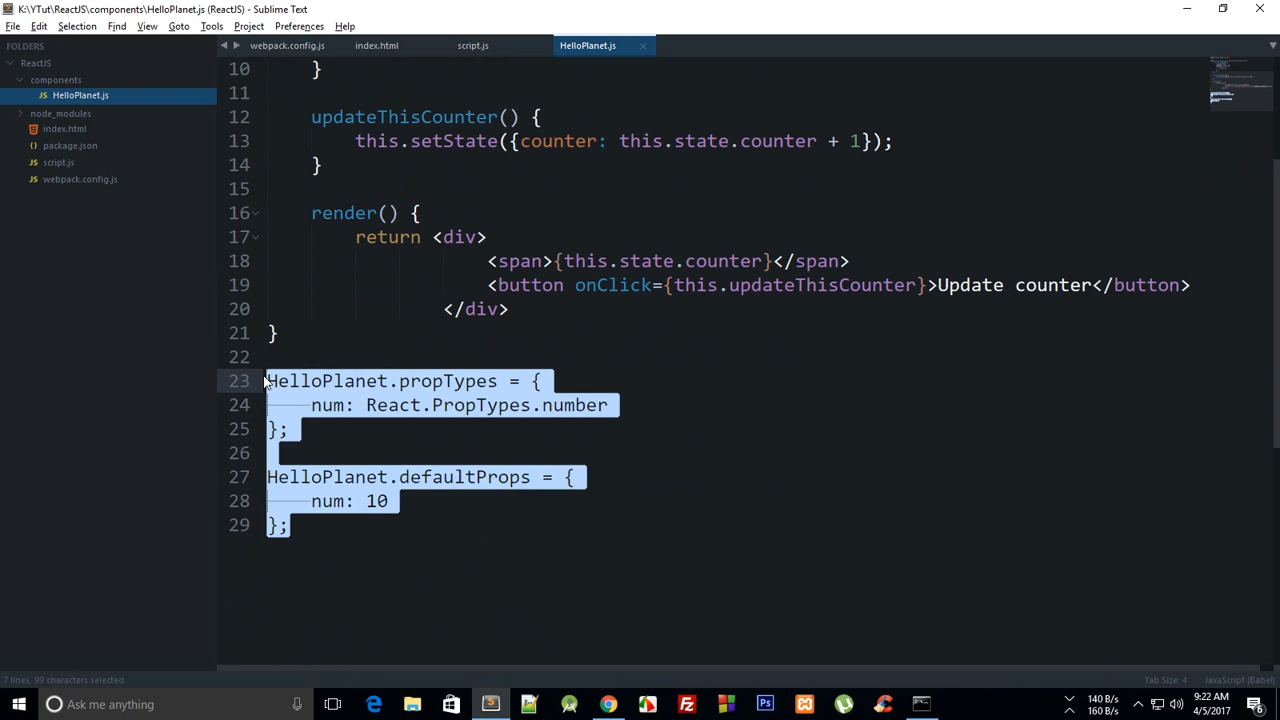 K:\YTut\ReactJS\components\HelloPlanet.js (ReactJS) - Sublime Text
File Edit Selection Find View Goto Tools Project Preferences Help
FOLDERS
ReactJS
components
JS HelloPlanet.js
node_modules
index.html
package.json
JS script.js
JS webpack.config.js
webpack.config.js index.html script.js HelloPlanet.js
10 }
11
12 updateThisCounter() {
13 this.setState({counter: this.state.counter + 1});
14 }
15
16 render() {
17 return <div>
18 <span>{this.state.counter}</span>
19 <button onClick={this.updateThisCounter}>Update counter</button>
20 </div>
21 }
22
23 HelloPlanet.propTypes = {
24 num: React.PropTypes.number
25 };
26
27 HelloPlanet.defaultProps = {
28 num: 10
29 };
7 lines, 99 characters selected
Tab Size: 4 JavaScript (Babel)
Ask me anything
140 B/s
160 B/s
9:22 AM
4/5/2017
6